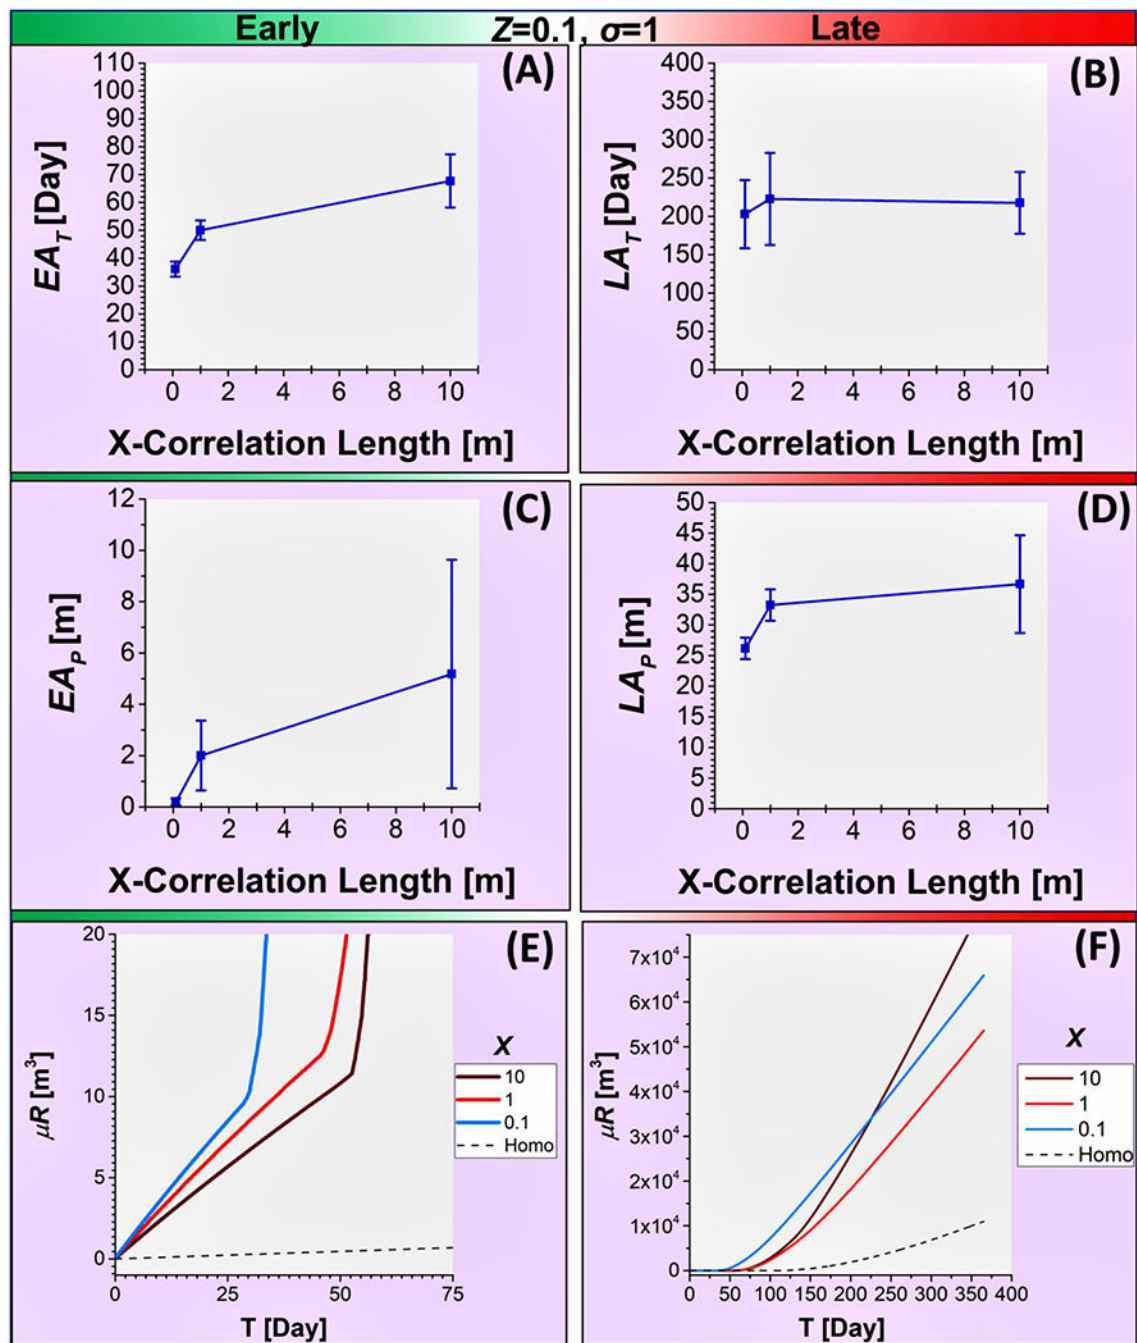 Early Z=0.1, σ=1 Late
(A)
EA_T [Day]
110
100
90
80
70
60
50
40
30
20
10
0
0 2 4 6 8 10
X-Correlation Length [m]
(B)
LA_T [Day]
400
350
300
250
200
150
100
50
0
0 2 4 6 8 10
X-Correlation Length [m]
(C)
EA_P [m]
12
10
8
6
4
2
0
0 2 4 6 8 10
X-Correlation Length [m]
(D)
LA_P [m]
50
45
40
35
30
25
20
15
10
5
0
0 2 4 6 8 10
X-Correlation Length [m]
(E)
μR [m³]
20
15
10
5
0
X
10
1
0.1
Homo
0 25 50 75
T [Day]
(F)
μR [m³]
7x10⁴
6x10⁴
5x10⁴
4x10⁴
3x10⁴
2x10⁴
1x10⁴
0
X
10
1
0.1
Homo
0 50 100 150 200 250 300 350 400
T [Day]